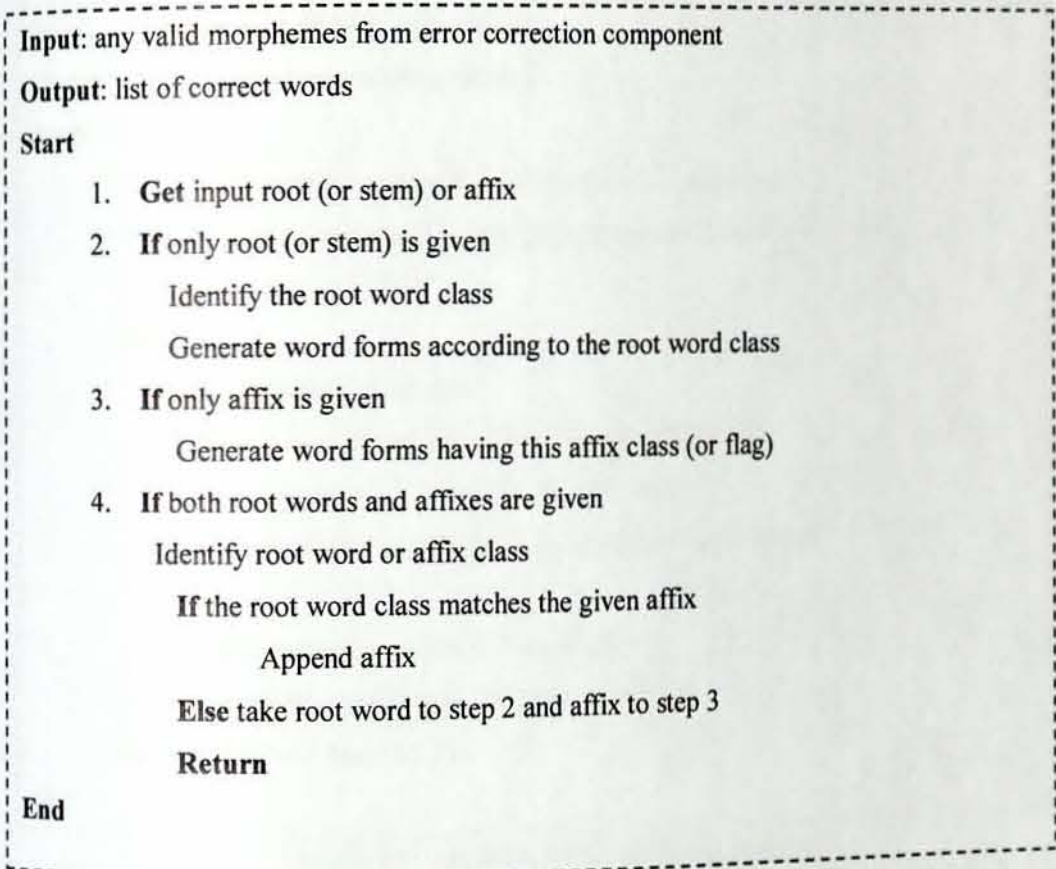 Input: any valid morphemes from error correction component
Output: list of correct words
Start
1. Get input root (or stem) or affix
2. If only root (or stem) is given
Identify the root word class
Generate word forms according to the root word class
3. If only affix is given
Generate word forms having this affix class (or flag)
4. If both root words and affixes are given
Identify root word or affix class
If the root word class matches the given affix
Append affix
Else take root word to step 2 and affix to step 3
Return
End